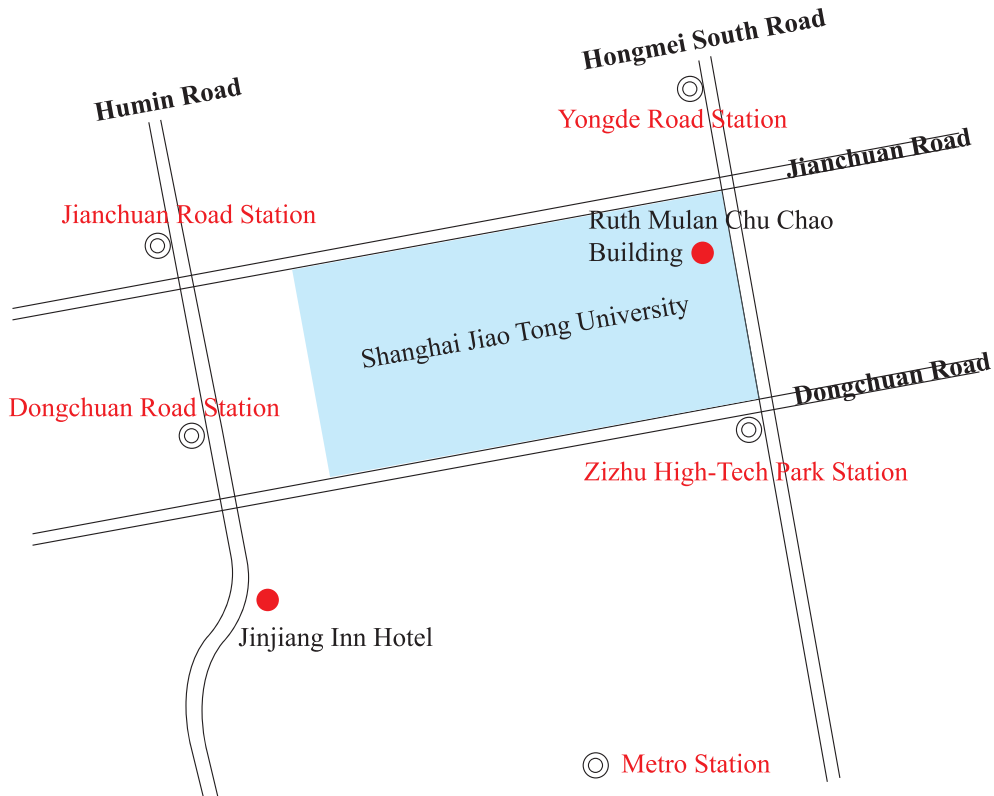 Hongmei South Road
Humin Road
Yongde Road Station
Jianchuan Road
Jianchuan Road Station
Ruth Mulan Chu Chao
Building
Shanghai Jiao Tong University
Dongchuan Road
Dongchuan Road Station
Zizhu High-Tech Park Station
Jinjiang Inn Hotel
Metro Station